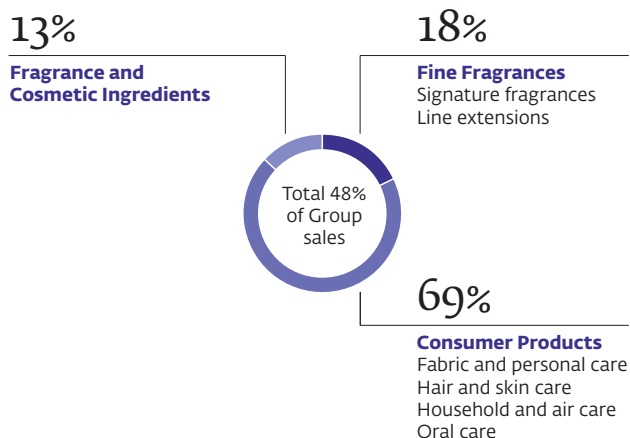 13%
Fragrance and
Cosmetic Ingredients
18%
Fine Fragrances
Signature fragrances
Line extensions
Total 48%
of Group
sales
69%
Consumer Products
Fabric and personal care
Hair and skin care
Household and air care
Oral care